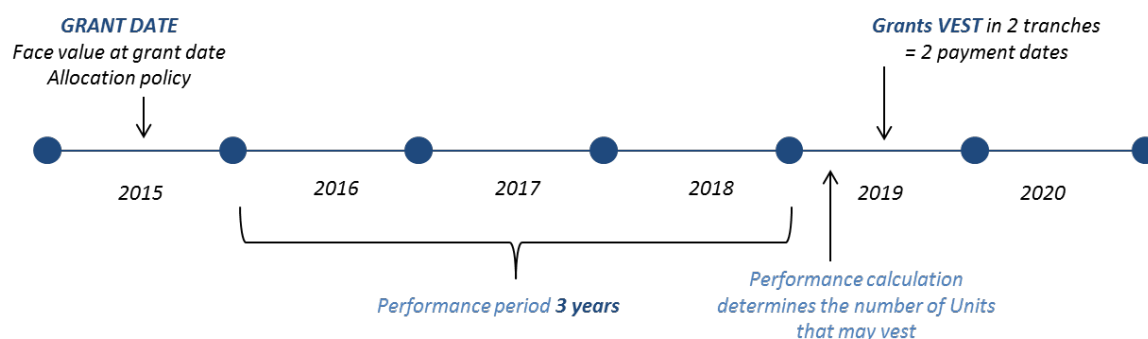 GRANT DATE
Face value at grant date
Allocation policy
Grants VEST in 2 tranches
= 2 payment dates
2015
2016
2017
2018
2019
2020
Performance period 3 years
Performance calculation
determines the number of Units
that may vest